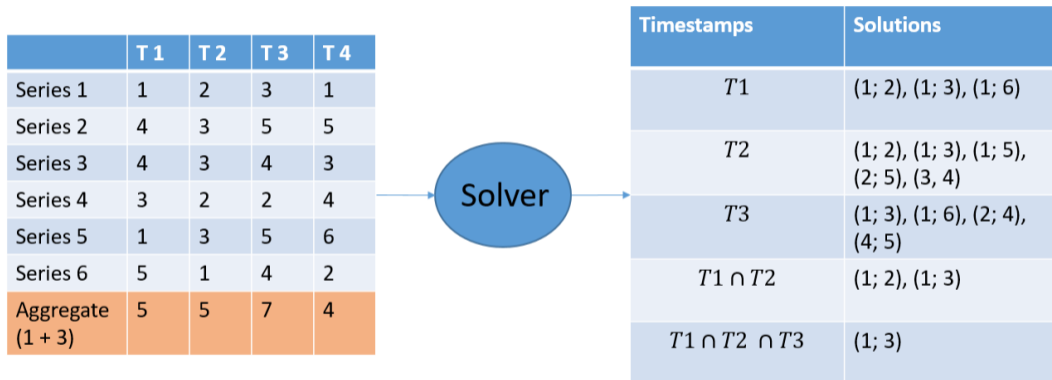 T 1 T 2 T 3 T 4
Series 1 1 2 3 1
Series 2 4 3 5 5
Series 3 4 3 4 3
Series 4 3 2 2 4
Series 5 1 3 5 6
Series 6 5 1 4 2
Aggregate 5 5 7 4
(1 + 3)
Solver
Timestamps Solutions
T1 (1; 2), (1; 3), (1; 6)
T2 (1; 2), (1; 3), (1; 5),
(2; 5), (3, 4)
T3 (1; 3), (1; 6), (2; 4),
(4; 5)
T1 ∩ T2 (1; 2), (1; 3)
T1 ∩ T2 ∩ T3 (1; 3)